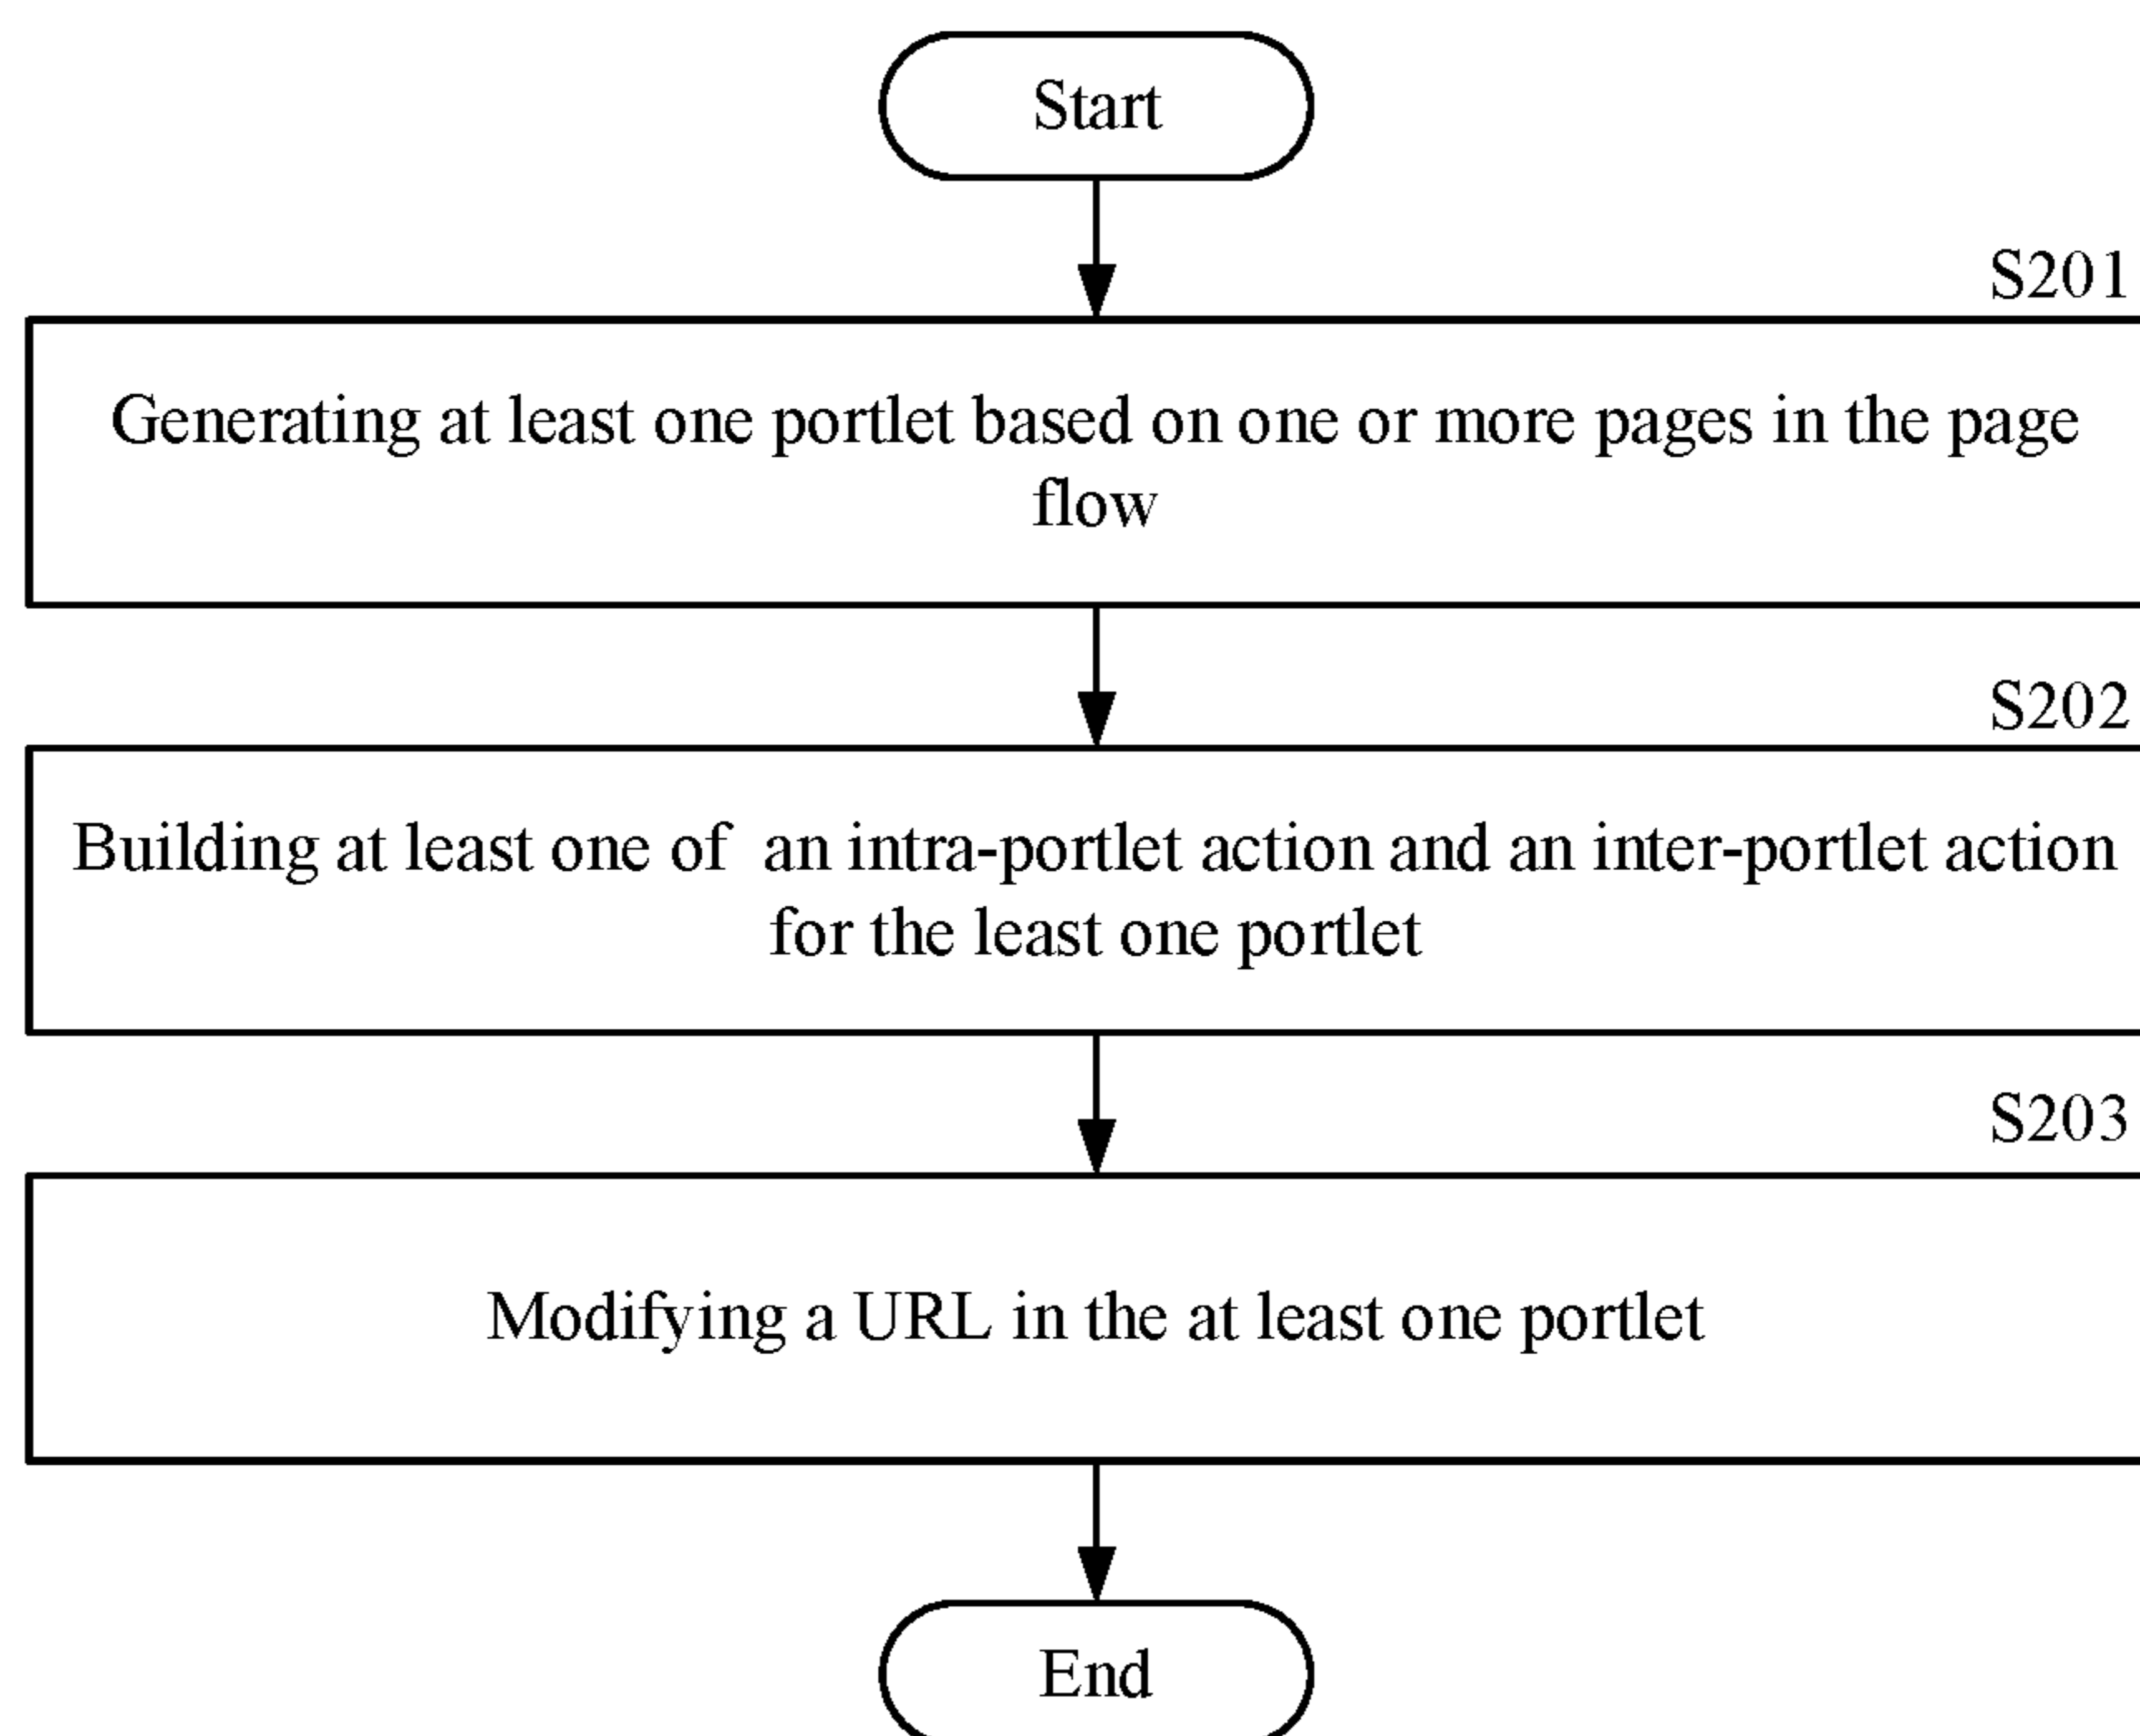 Start
S201
Generating at least one portlet based on one or more pages in the page
flow
S202
Building at least one of an intra-portlet action and an inter-portlet action
for the least one portlet
S203
Modifying a URL in the at least one portlet
End